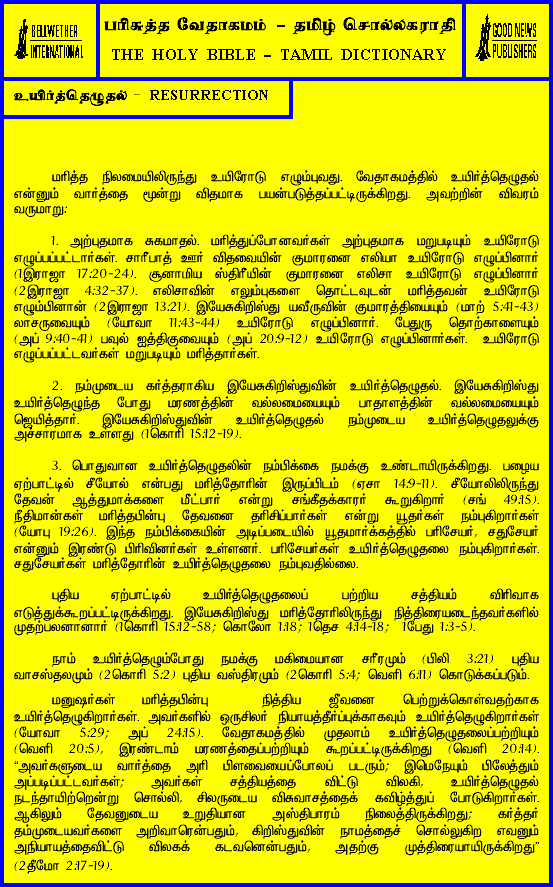 BELLWETHER
INTERNATIONAL
பரிசுத்த வேதாகமம் - தமிழ் சொல்லகராதி
THE HOLY BIBLE - TAMIL DICTIONARY
GOOD NEWS
PUBLISHERS
உயிர்த்தெழுதல் - RESURRECTION
மரித்த நிலமையிலிருந்து உயிரோடு எழும்புவது. வேதாகமத்தில் உயிர்த்தெழுதல்
என்னும் வார்த்தை மூன்று விதமாக பயன்படுத்தப்பட்டிருக்கிறது. அவற்றின் விவரம்
வருமாறு:
1. அற்புதமாக சுகமாதல். மரித்துப்போனவர்கள் அற்புதமாக மறுபடியும் உயிரோடு
எழுப்பப்பட்டார்கள். சாரீபாத் ஊர் விதவையின் குமாரனை எலியா உயிரோடு எழுப்பினார்
(1இராஜா 17:20-24). சூனாமிய ஸ்திரீயின் குமாரனை எலிசா உயிரோடு எழுப்பினார்
(2இராஜா 4:32-37). எலிசாவின் எலும்புகளை தொட்டவுடன் மரித்தவன் உயிரோடு
எழும்பினான் (2இராஜா 13:21). இயேசுகிறிஸ்து யவீருவின் குமாரத்தியையும் (மாற் 5:41-43)
லாசருவையும் (யோவா 11:43-44) உயிரோடு எழுப்பினார். பேதுரு தொற்காளையும்
(அப் 9:40-41) பவுல் ஐத்திகுவையும் (அப் 20:9-12) உயிரோடு எழுப்பினார்கள். உயிரோடு
எழுப்பப்பட்டவர்கள் மறுபடியும் மரித்தார்கள்.
2. நம்முடைய கர்த்தராகிய இயேசுகிறிஸ்துவின் உயிர்த்தெழுதல். இயேசுகிறிஸ்து
உயிர்த்தெழுந்த போது மரணத்தின் வல்லமையையும் பாதாளத்தின் வல்லமையையும்
ஜெயித்தார். இயேசுகிறிஸ்துவின் உயிர்த்தெழுதல் நம்முடைய உயிர்த்தெழுதலுக்கு
அச்சாரமாக உள்ளது (1கொரி 15:12-19).
3. பொதுவான உயிர்த்தெழுதலின் நம்பிக்கை நமக்கு உண்டாயிருக்கிறது. பழைய
ஏற்பாட்டில் சீயோல் என்பது மரித்தோரின் இருப்பிடம் (ஏசா 14:9-11). சீயோலிலிருந்து
தேவன் ஆத்துமாக்களை மீட்பார் என்று சங்கீதக்காரர் கூறுகிறார் (சங் 49:15).
நீதிமான்கள் மரித்தபின்பு தேவனை தரிசிப்பார்கள் என்று யூதர்கள் நம்புகிறார்கள்
(யோபு 19:26). இந்த நம்பிக்கையின் அடிப்படையில் யூதமார்க்கத்தில் பரிசேயர், சதுசேயர்
என்னும் இரண்டு பிரிவினர்கள் உள்ளனர். பரிசேயர்கள் உயிர்த்தெழுதலை நம்புகிறார்கள்.
சதுசேயர்கள் மரித்தோரின் உயிர்த்தெழுதலை நம்புவதில்லை.
புதிய ஏற்பாட்டில் உயிர்த்தெழுதலைப் பற்றிய சத்தியம் விரிவாக
எடுத்துக்கூறப்பட்டிருக்கிறது. இயேசுகிறிஸ்து மரித்தோரிலிருந்து நித்திரையடைந்தவர்களில்
முதற்பலனானார் (1கொரி 15:12-58; கொலோ 1:18; 1தெச 4:14-18; 1பேது 1:3-5).
நாம் உயிர்த்தெழும்போது நமக்கு மகிமையான சரீரமும் (பிலி 3:21) புதிய
வாசஸ்தலமும் (2கொரி 5:2) புதிய வஸ்திரமும் (2கொரி 5:4; வெளி 6:11) கொடுக்கப்படும்.
மனுஷர்கள் மரித்தபின்பு நித்திய ஜீவனை பெற்றுக்கொள்வதற்காக
உயிர்த்தெழுகிறார்கள். அவர்களில் ஒருசிலர் நியாயத்தீர்ப்புக்காகவும் உயிர்த்தெழுகிறார்கள்
(யோவா 5:29; அப் 24:15). வேதாகமத்தில் முதலாம் உயிர்த்தெழுதலைப்பற்றியும்
(வெளி 20:5), இரண்டாம் மரணத்தைப்பற்றியும் கூறப்பட்டிருக்கிறது (வெளி 20:14).
“அவர்களுடைய வார்த்தை அரி பிளவையைப்போலப் படரும்; இமெநேயும் பிலேத்தும்
அப்படிப்பட்டவர்கள்; அவர்கள் சத்தியத்தை விட்டு விலகி, உயிர்த்தெழுதல்
நடந்தாயிற்றென்று சொல்லி, சிலருடைய விசுவாசத்தைக் கவிழ்த்துப் போடுகிறார்கள்.
ஆகிலும் தேவனுடைய உறுதியான அஸ்திபாரம் நிலைத்திருக்கிறது; கர்த்தர்
தம்முடையவர்களை அறிவாரென்பதும், கிறிஸ்துவின் நாமத்தைச் சொல்லுகிற எவனும்
அநியாயத்தைவிட்டு விலகக் கடவனென்பதும், அதற்கு முத்திரையாயிருக்கிறது”
(2தீமோ 2:17-19).